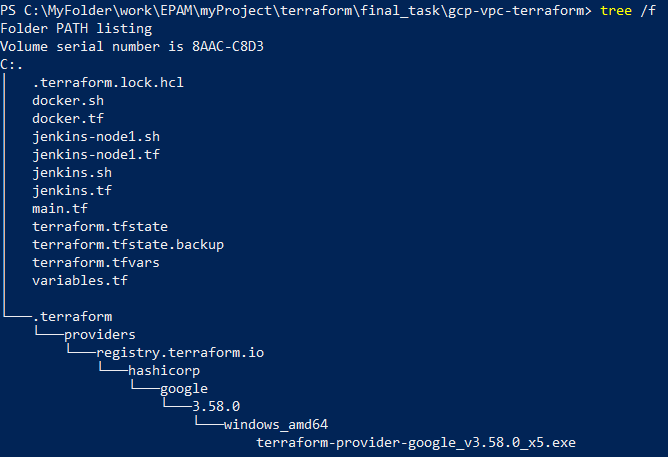 PS C:\MyFolder\work\EPAM\myProject\terraform\final_task\gcp-vpc-terraform> tree /f
Folder PATH listing
Volume serial number is 8AAC-C8D3
C:.
│   .terraform.lock.hcl
│   docker.sh
│   docker.tf
│   jenkins-node1.sh
│   jenkins-node1.tf
│   jenkins.sh
│   jenkins.tf
│   main.tf
│   terraform.tfstate
│   terraform.tfstate.backup
│   terraform.tfvars
│   variables.tf
│
└───.terraform
    └───providers
        └───registry.terraform.io
            └───hashicorp
                └───google
                    └───3.58.0
                        └───windows_amd64
                                terraform-provider-google_v3.58.0_x5.exe